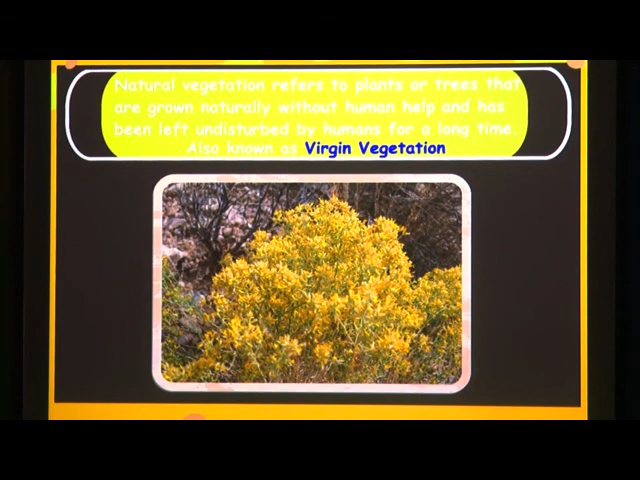 Natural vegetation refers to plants or trees that
are grown naturally without human help and has
been left undisturbed by humans for a long time.
Also known as Virgin Vegetation